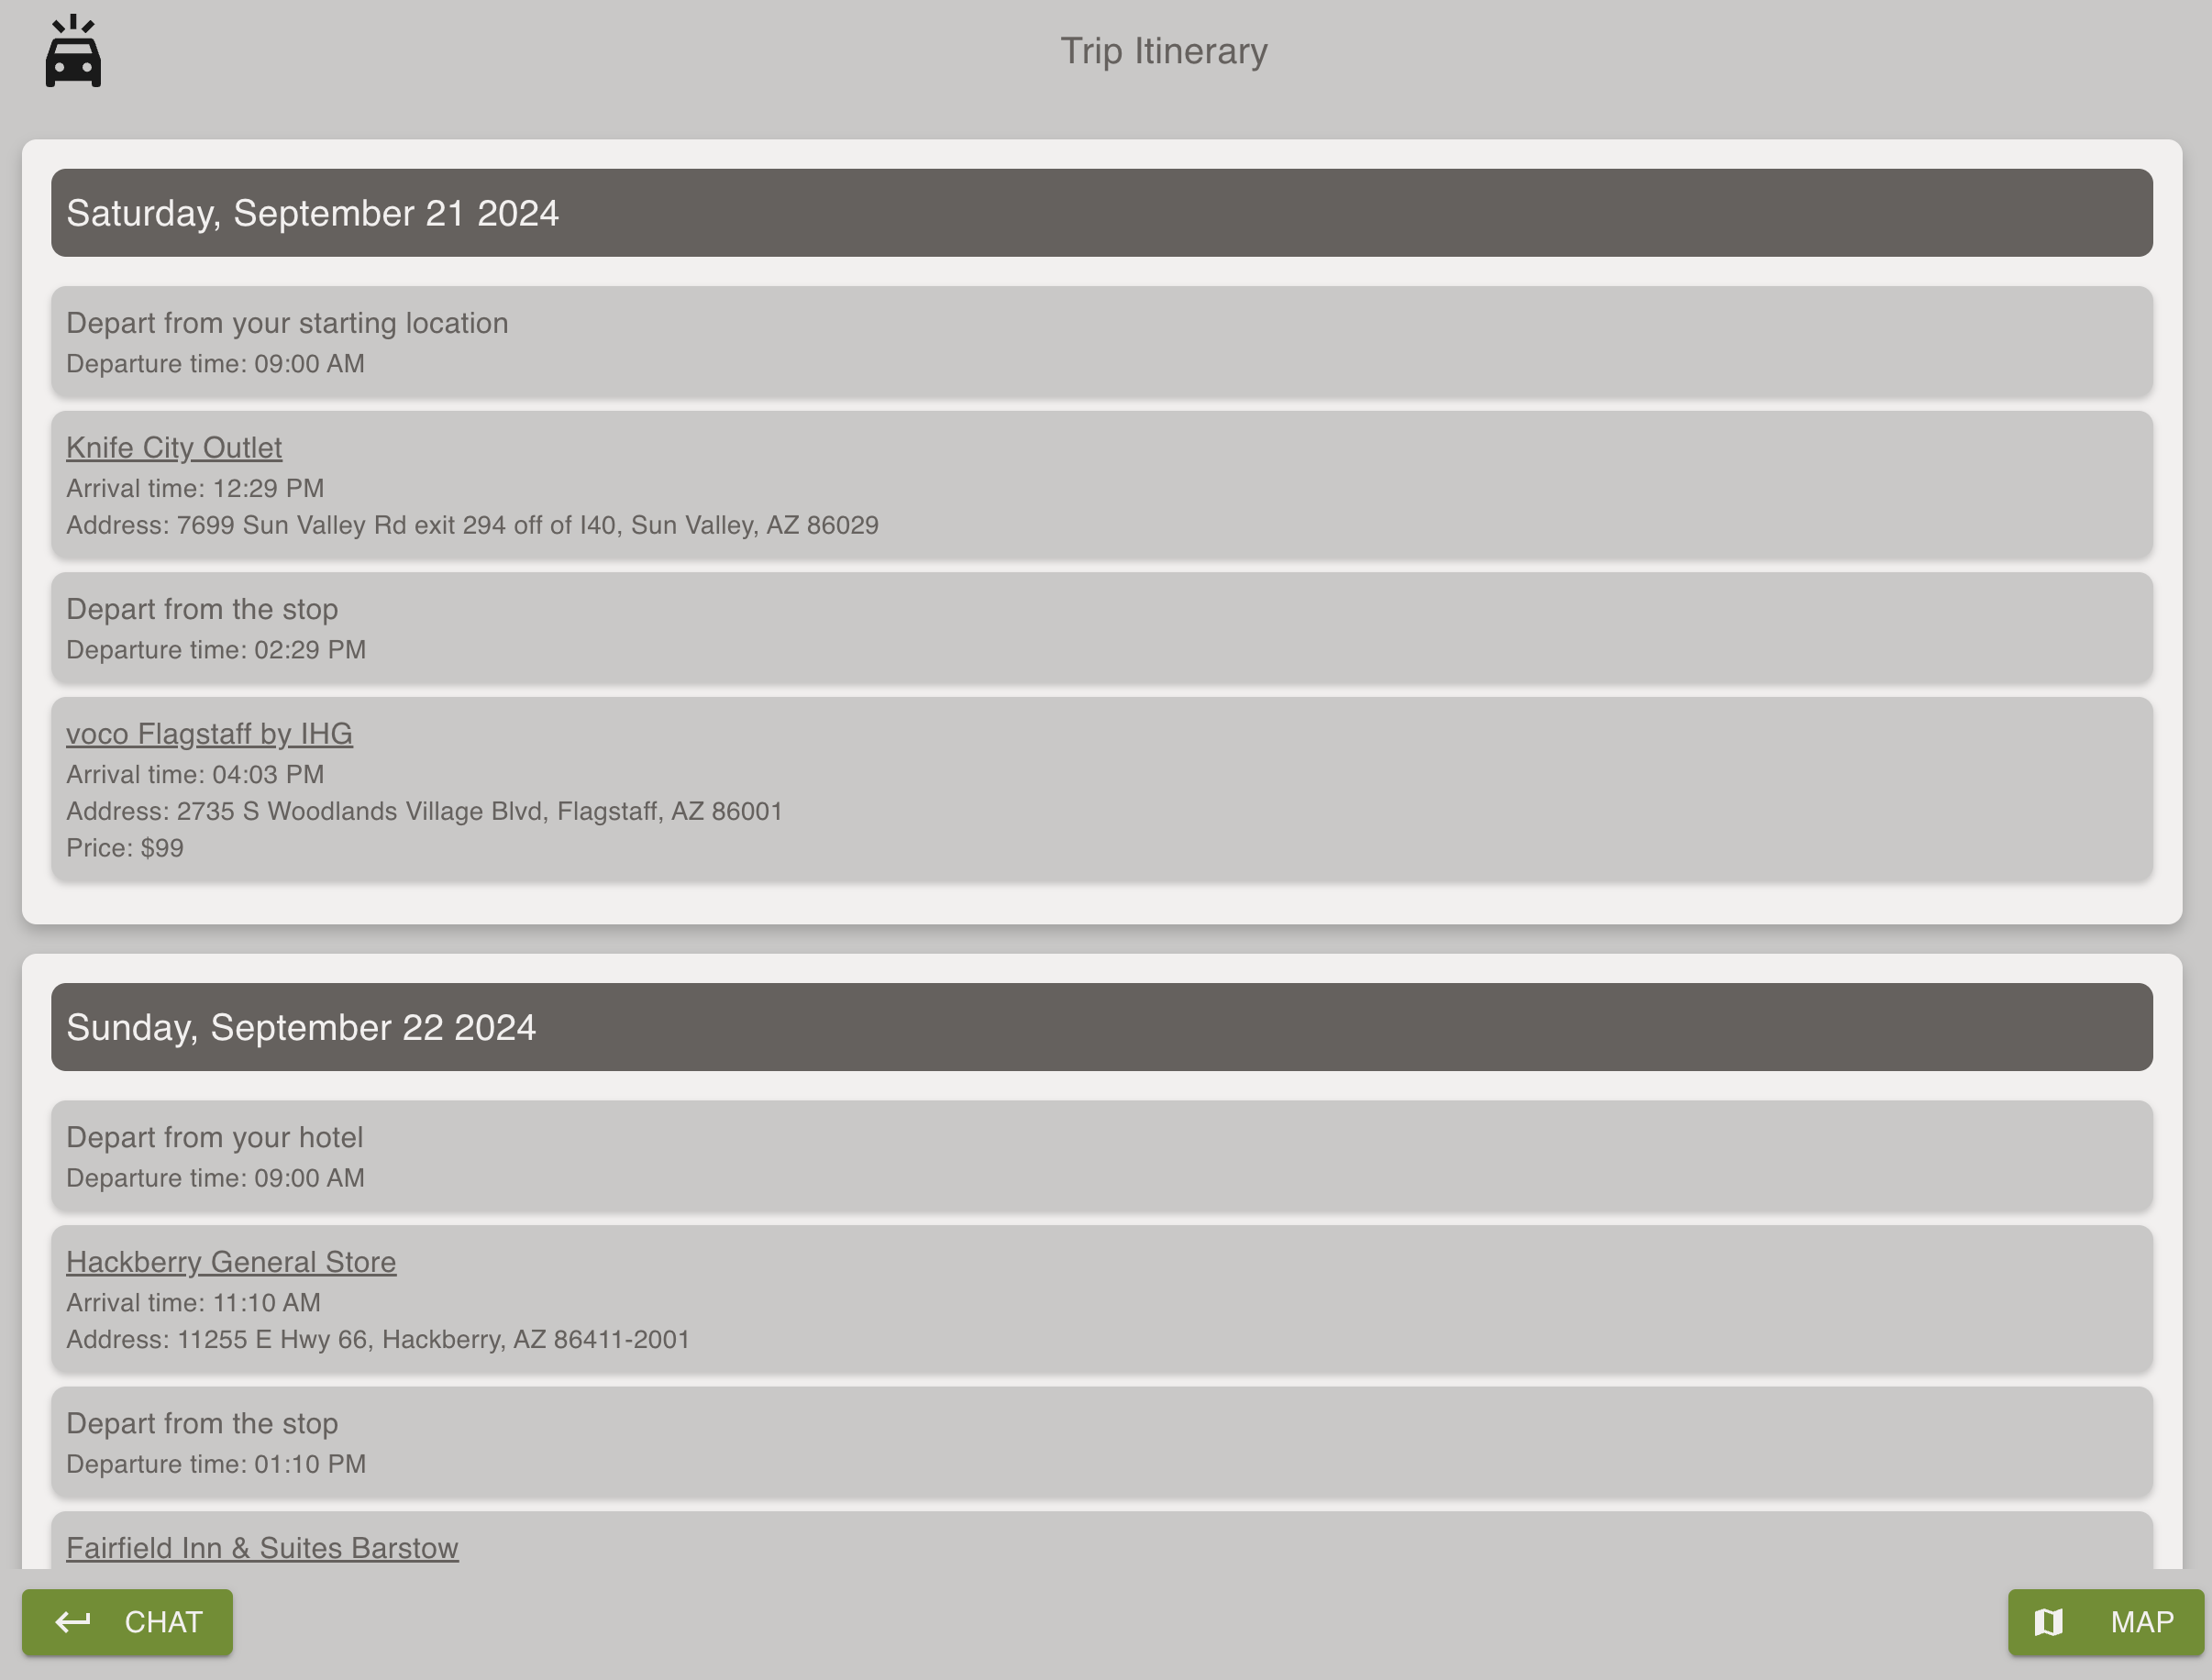 Trip Itinerary
Saturday, September 21 2024
Depart from your starting location
Departure time: 09:00 AM
Knife City Outlet
Arrival time: 12:29 PM
Address: 7699 Sun Valley Rd exit 294 off of I40, Sun Valley, AZ 86029
Depart from the stop
Departure time: 02:29 PM
voco Flagstaff by IHG
Arrival time: 04:03 PM
Address: 2735 S Woodlands Village Blvd, Flagstaff, AZ 86001
Price: $99
Sunday, September 22 2024
Depart from your hotel
Departure time: 09:00 AM
Hackberry General Store
Arrival time: 11:10 AM
Address: 11255 E Hwy 66, Hackberry, AZ 86411-2001
Depart from the stop
Departure time: 01:10 PM
Fairfield Inn & Suites Barstow
CHAT
MAP